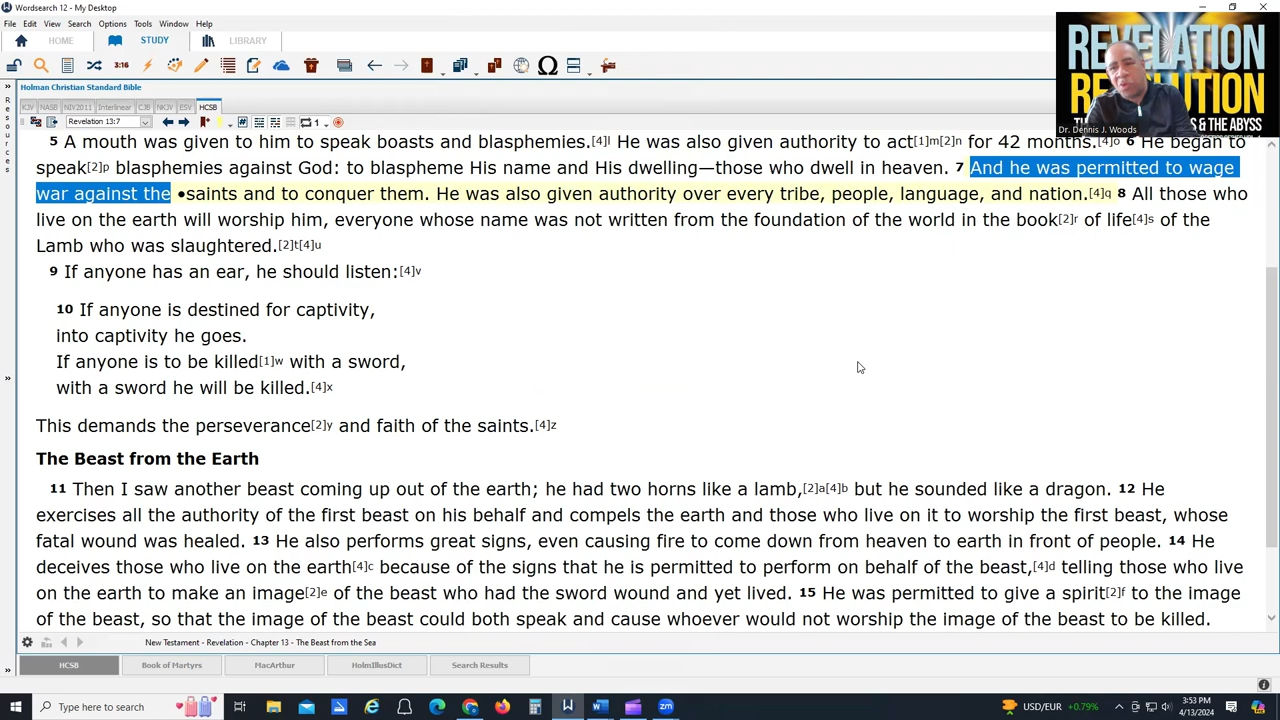 Wordsearch 12 - My Desktop
File Edit View Search Options Tools Window Help
HOME STUDY LIBRARY
3:16
Holman Christian Standard Bible
KJV NASB NIV2011 Interlinear CJB NKJV ESV HCSB
Revelation 13:7
1
Resources
REVELATION
REVOLUTION
& THE ABYSS
Dr. Dennis J. Woods
5 A mouth was given to him to speak boasts and blasphemies.[4]l He was also given authority to act[1]m[2]n for 42 months.[4]o 6 He began to
speak[2]p blasphemies against God: to blaspheme His name and His dwelling—those who dwell in heaven. 7 And he was permitted to wage
war against the •saints and to conquer them. He was also given authority over every tribe, people, language, and nation.[4]q 8 All those who
live on the earth will worship him, everyone whose name was not written from the foundation of the world in the book[2]r of life[4]s of the
Lamb who was slaughtered.[2]t[4]u
9 If anyone has an ear, he should listen:[4]v
10 If anyone is destined for captivity,
into captivity he goes.
If anyone is to be killed[1]w with a sword,
with a sword he will be killed.[4]x
This demands the perseverance[2]y and faith of the saints.[4]z
The Beast from the Earth
11 Then I saw another beast coming up out of the earth; he had two horns like a lamb,[2]a[4]b but he sounded like a dragon. 12 He
exercises all the authority of the first beast on his behalf and compels the earth and those who live on it to worship the first beast, whose
fatal wound was healed. 13 He also performs great signs, even causing fire to come down from heaven to earth in front of people. 14 He
deceives those who live on the earth[4]c because of the signs that he is permitted to perform on behalf of the beast,[4]d telling those who live
on the earth to make an image[2]e of the beast who had the sword wound and yet lived. 15 He was permitted to give a spirit[2]f to the image
of the beast, so that the image of the beast could both speak and cause whoever would not worship the image of the beast to be killed.
New Testament - Revelation - Chapter 13 - The Beast from the Sea
HCSB Book of Martyrs MacArthur HolmIllusDict Search Results
Type here to search
USD/EUR +0.79%
3:53 PM
4/13/2024